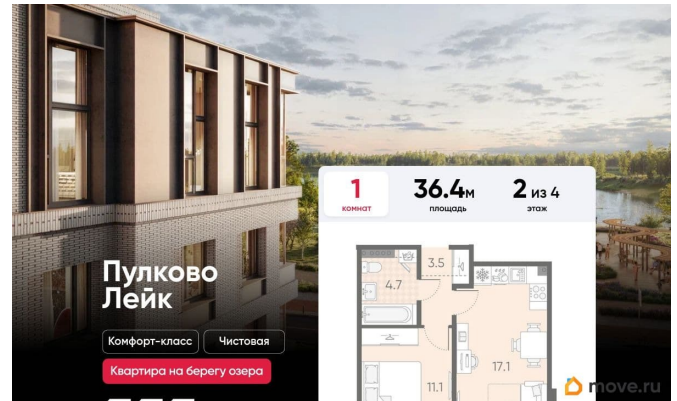 1
комнат
36.4м
площадь
2 из 4
этаж
Пулково
Лейк
Комфорт-класс
Чистовая
Квартира на берегу озера
3.5
4.7
17.1
11.1
move.ru